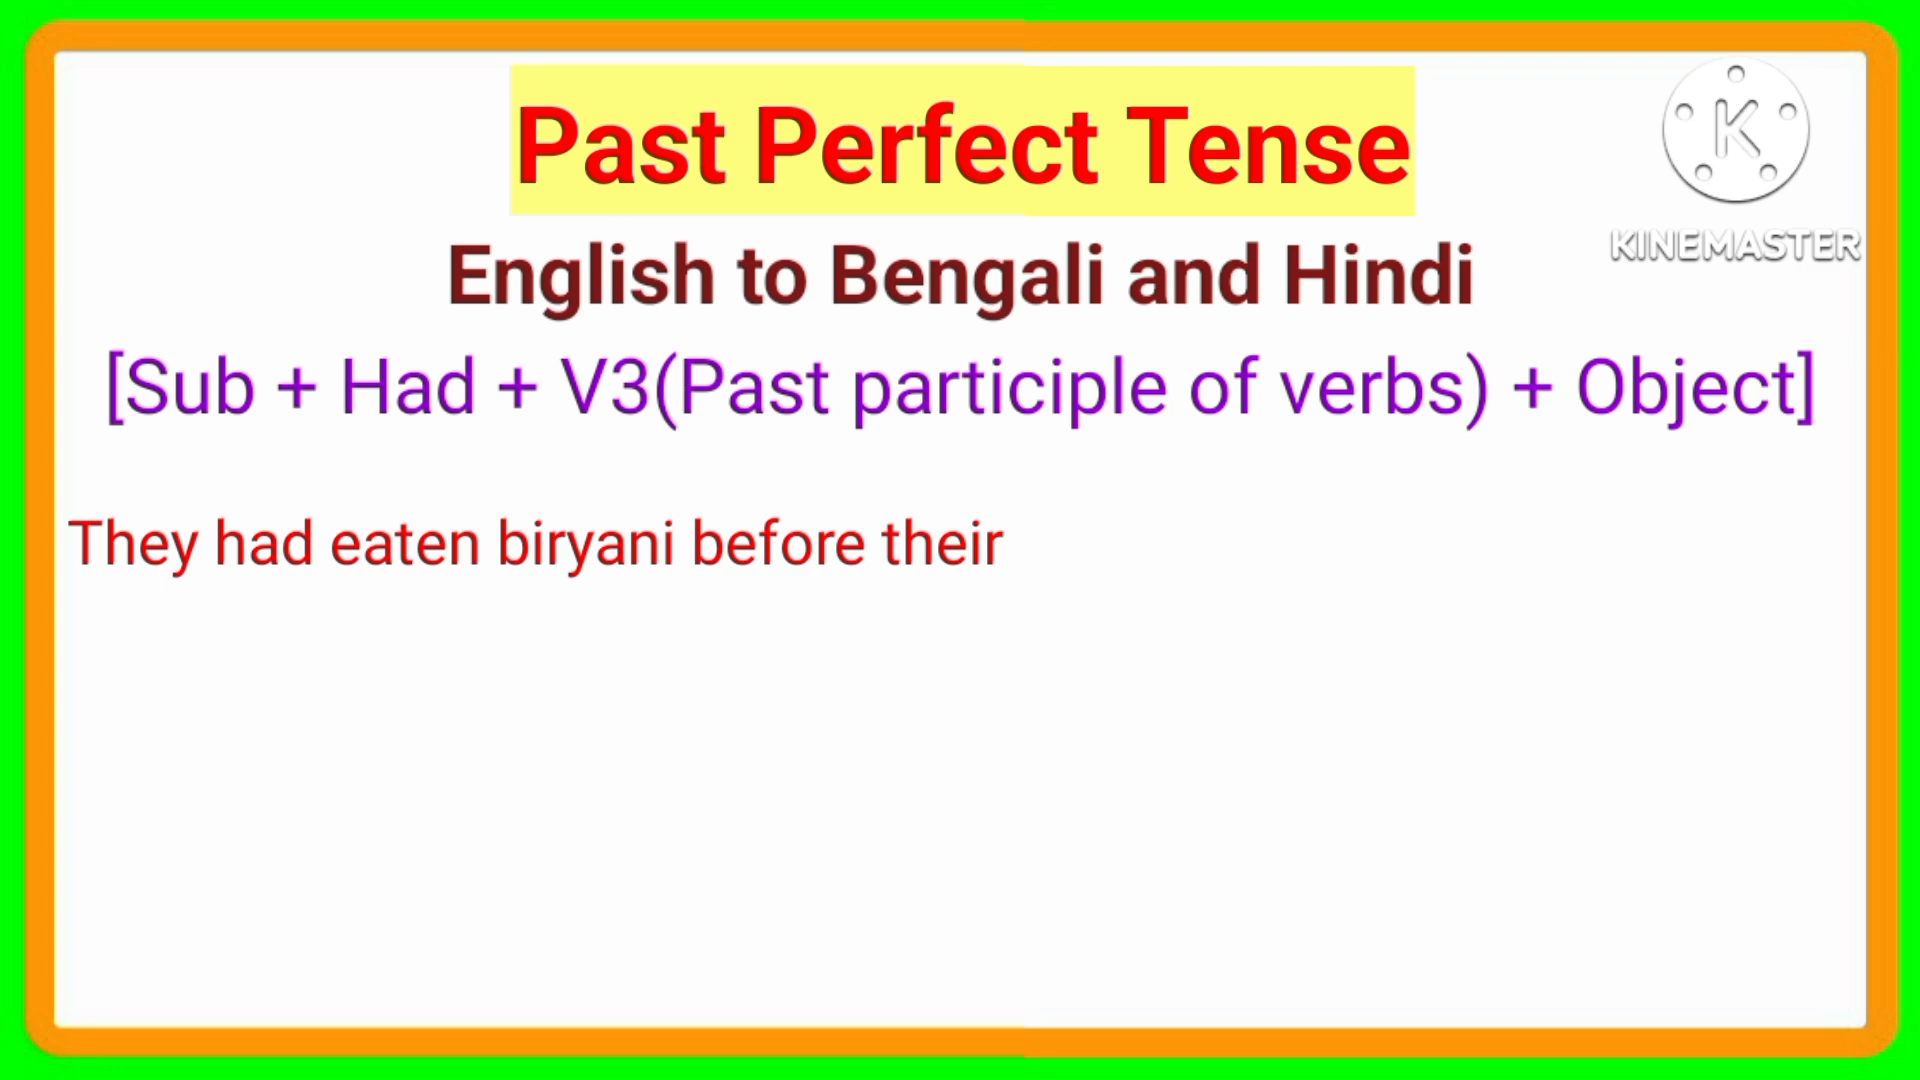 Past Perfect Tense
English to Bengali and Hindi
[Sub + Had + V3(Past participle of verbs) + Object]
They had eaten biryani before their
K
KINEMASTER